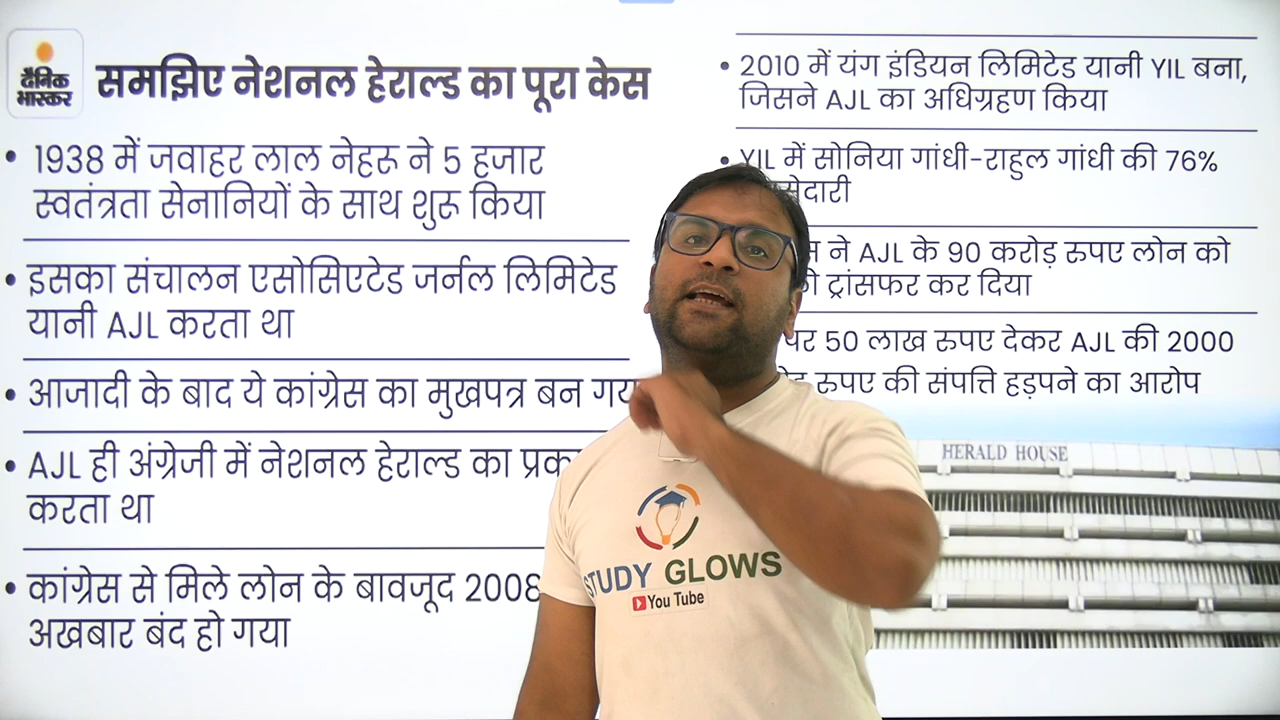 दैनिक
भास्कर
समझिए नेशनल हेराल्ड का पूरा केस
• 1938 में जवाहर लाल नेहरू ने 5 हजार
स्वतंत्रता सेनानियों के साथ शुरू किया
• इसका संचालन एसोसिएटेड जर्नल लिमिटेड
यानी AJL करता था
• आजादी के बाद ये कांग्रेस का मुखपत्र बन
• AJL ही अंग्रेजी में नेशनल हेराल्ड का
करता था
• कांग्रेस से मिले लोन के बावजूद 2008
अखबार बंद हो गया
• 2010 में यंग इंडियन लिमिटेड यानी YIL बना,
जिसने AJL का अधिग्रहण किया
• YIL में सोनिया गांधी-राहुल गांधी की 76%
ने AJL के 90 करोड़ रुपए लोन को
ट्रांसफर कर दिया
पर 50 लाख रुपए देकर AJL की 2000
रुपए की संपत्ति हड़पने का आरोप
HERALD HOUSE
STUDY GLOWS
You Tube